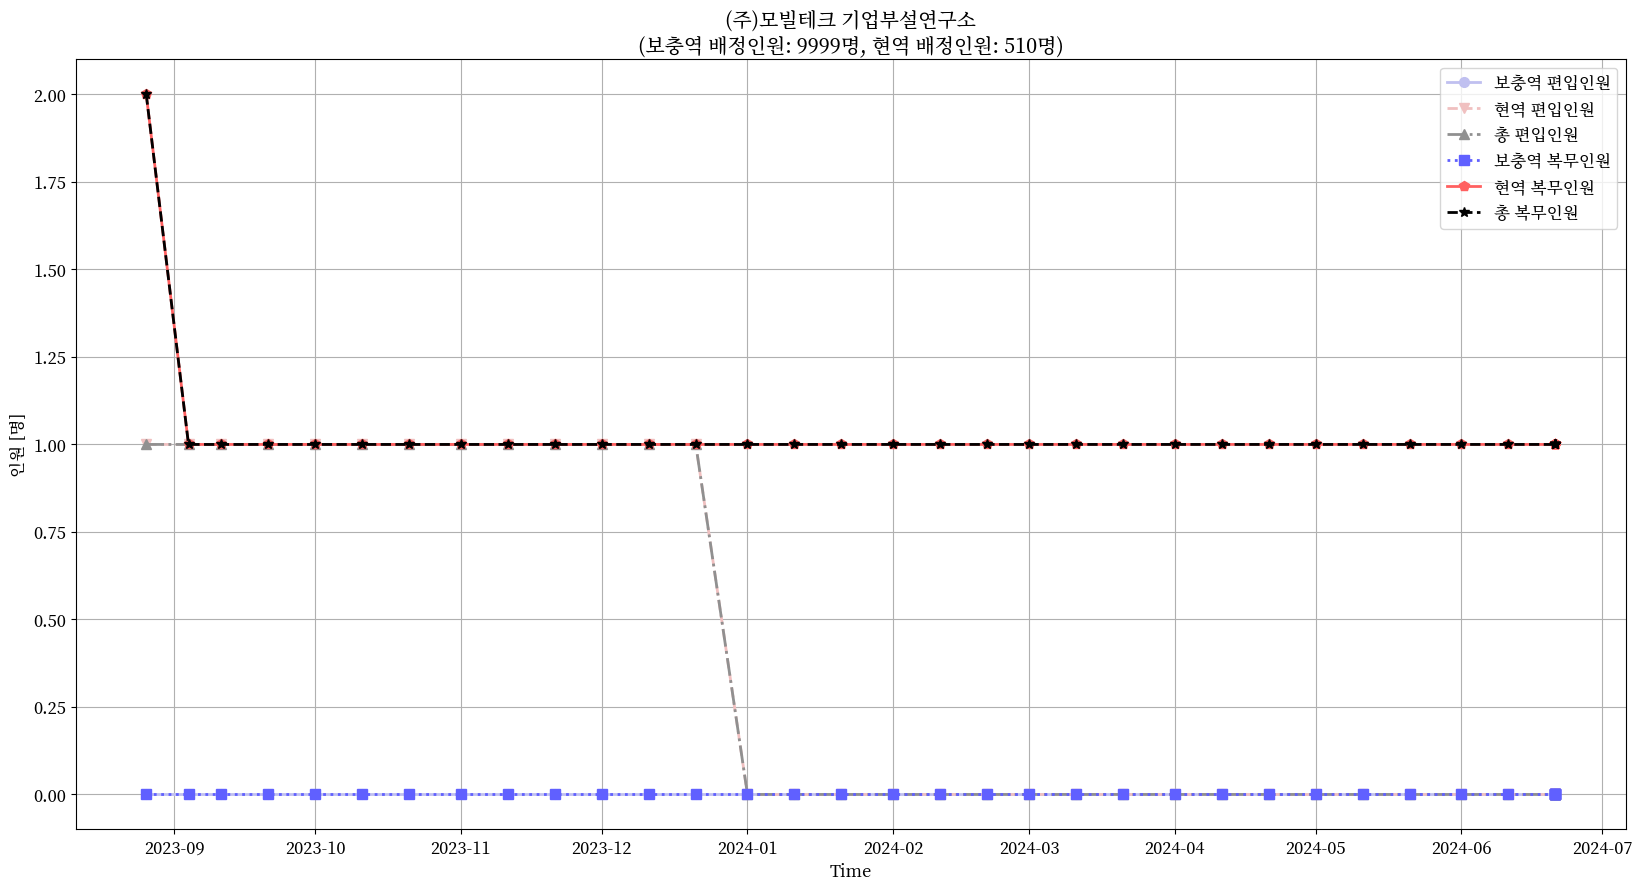 (주)모빌테크 기업부설연구소
(보충역 배정인원: 9999명, 현역 배정인원: 510명)
보충역 편입인원
현역 편입인원
총 편입인원
보충역 복무인원
현역 복무인원
총 복무인원
2.00
1.75
1.50
1.25
1.00
0.75
0.50
0.25
0.00
인원 [명]
2023-09 2023-10 2023-11 2023-12 2024-01 2024-02 2024-03 2024-04 2024-05 2024-06 2024-07
Time